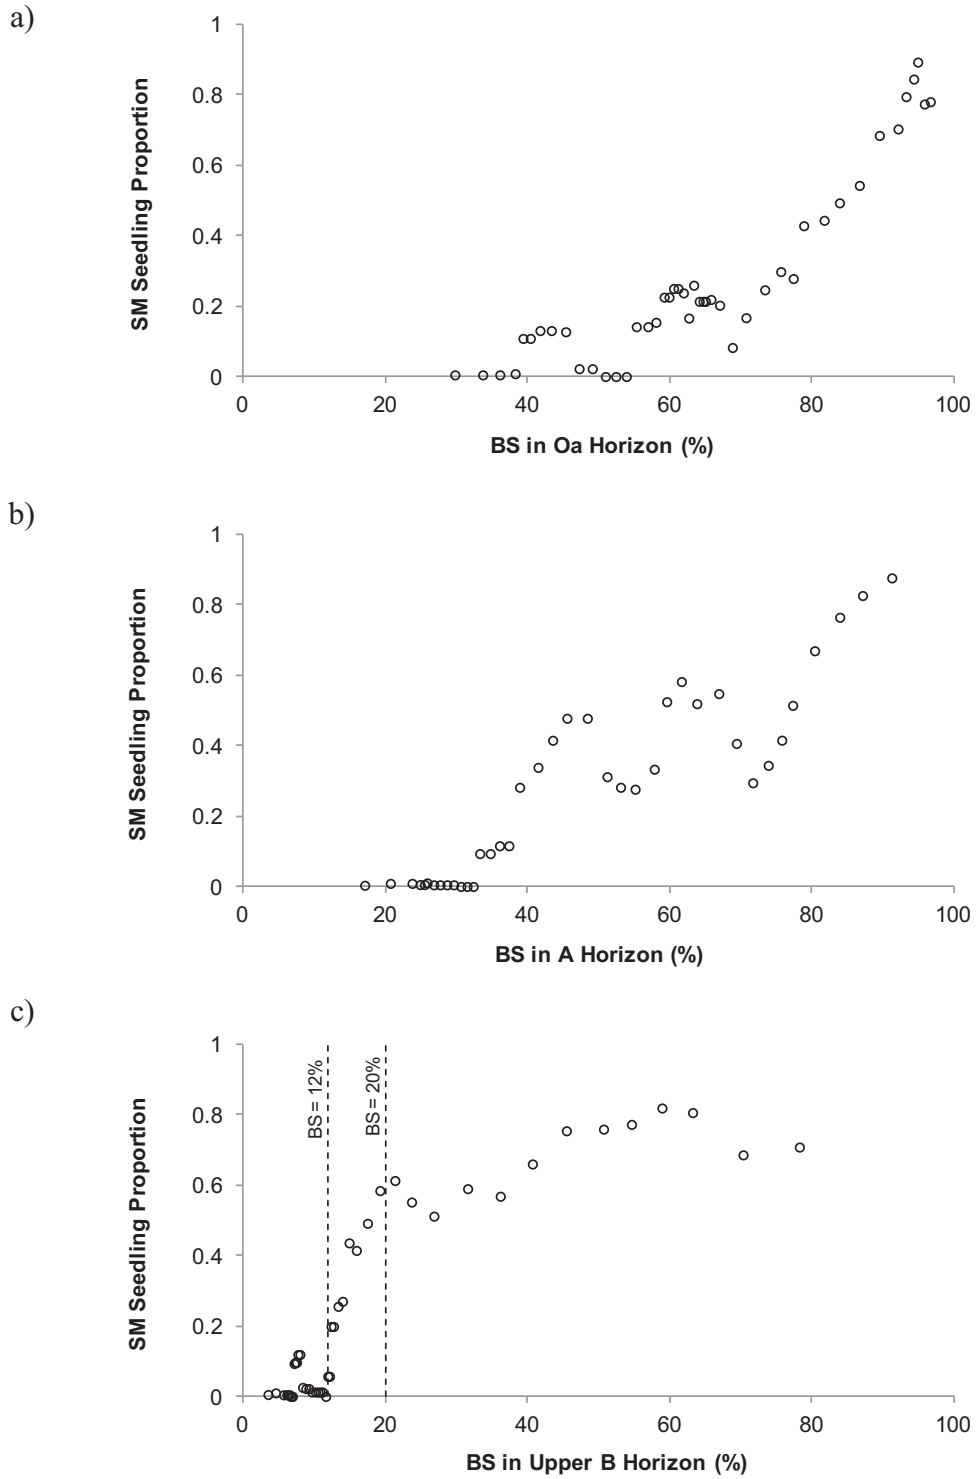 a)
1
0.8
0.6
0.4
0.2
0
0 20 40 60 80 100
SM Seedling Proportion
BS in Oa Horizon (%)
b)
1
0.8
0.6
0.4
0.2
0
0 20 40 60 80 100
SM Seedling Proportion
BS in A Horizon (%)
c)
1
0.8
0.6
0.4
0.2
0
0 20 40 60 80 100
SM Seedling Proportion
BS = 12%
BS = 20%
BS in Upper B Horizon (%)